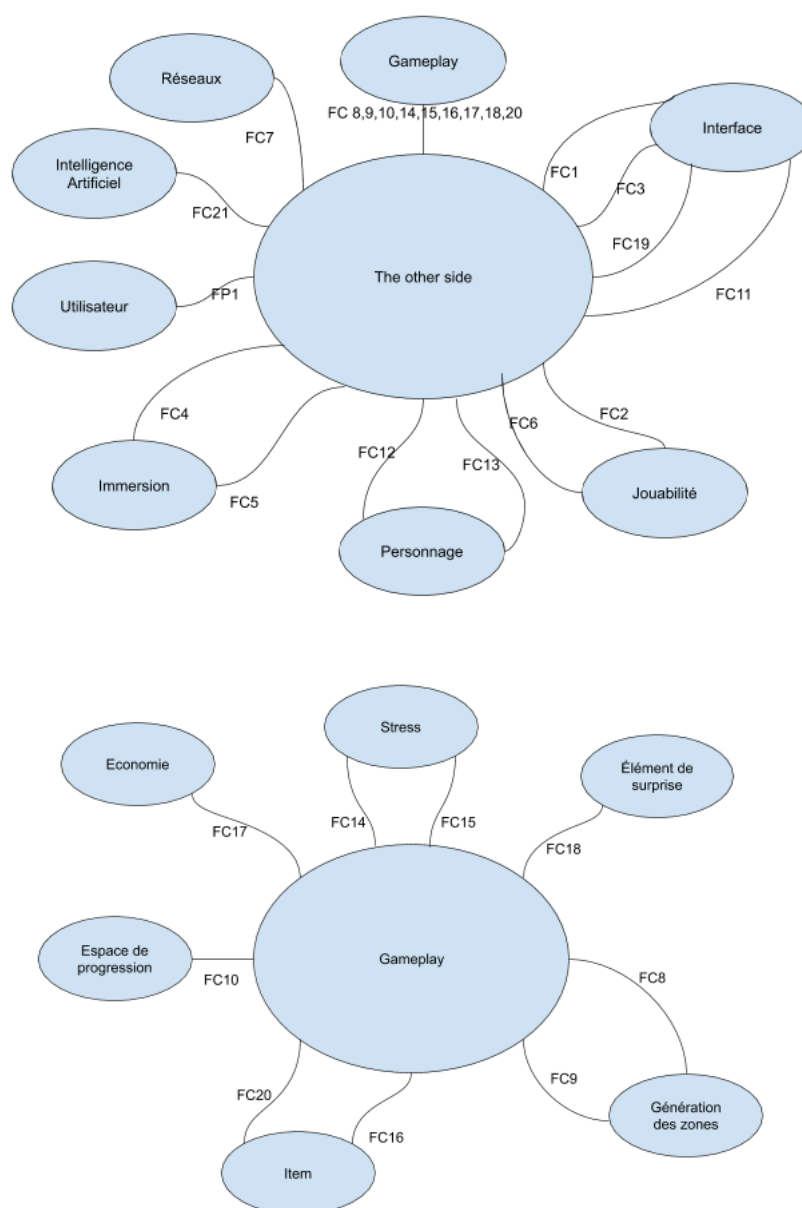 Gameplay
Réseaux
FC 8,9,10,14,15,16,17,18,20
Interface
FC7
FC1
Intelligence
Artificiel
FC3
FC21
FC19
The other side
FP1
Utilisateur
FC11
FC4
FC2
FC6
FC12
FC13
Immersion
FC5
Jouabilité
Personnage
Stress
Economie
Élément de
surprise
FC17
FC14
FC15
FC18
Espace de
progression
Gameplay
FC10
FC8
FC9
FC20
Génération
des zones
FC16
Item